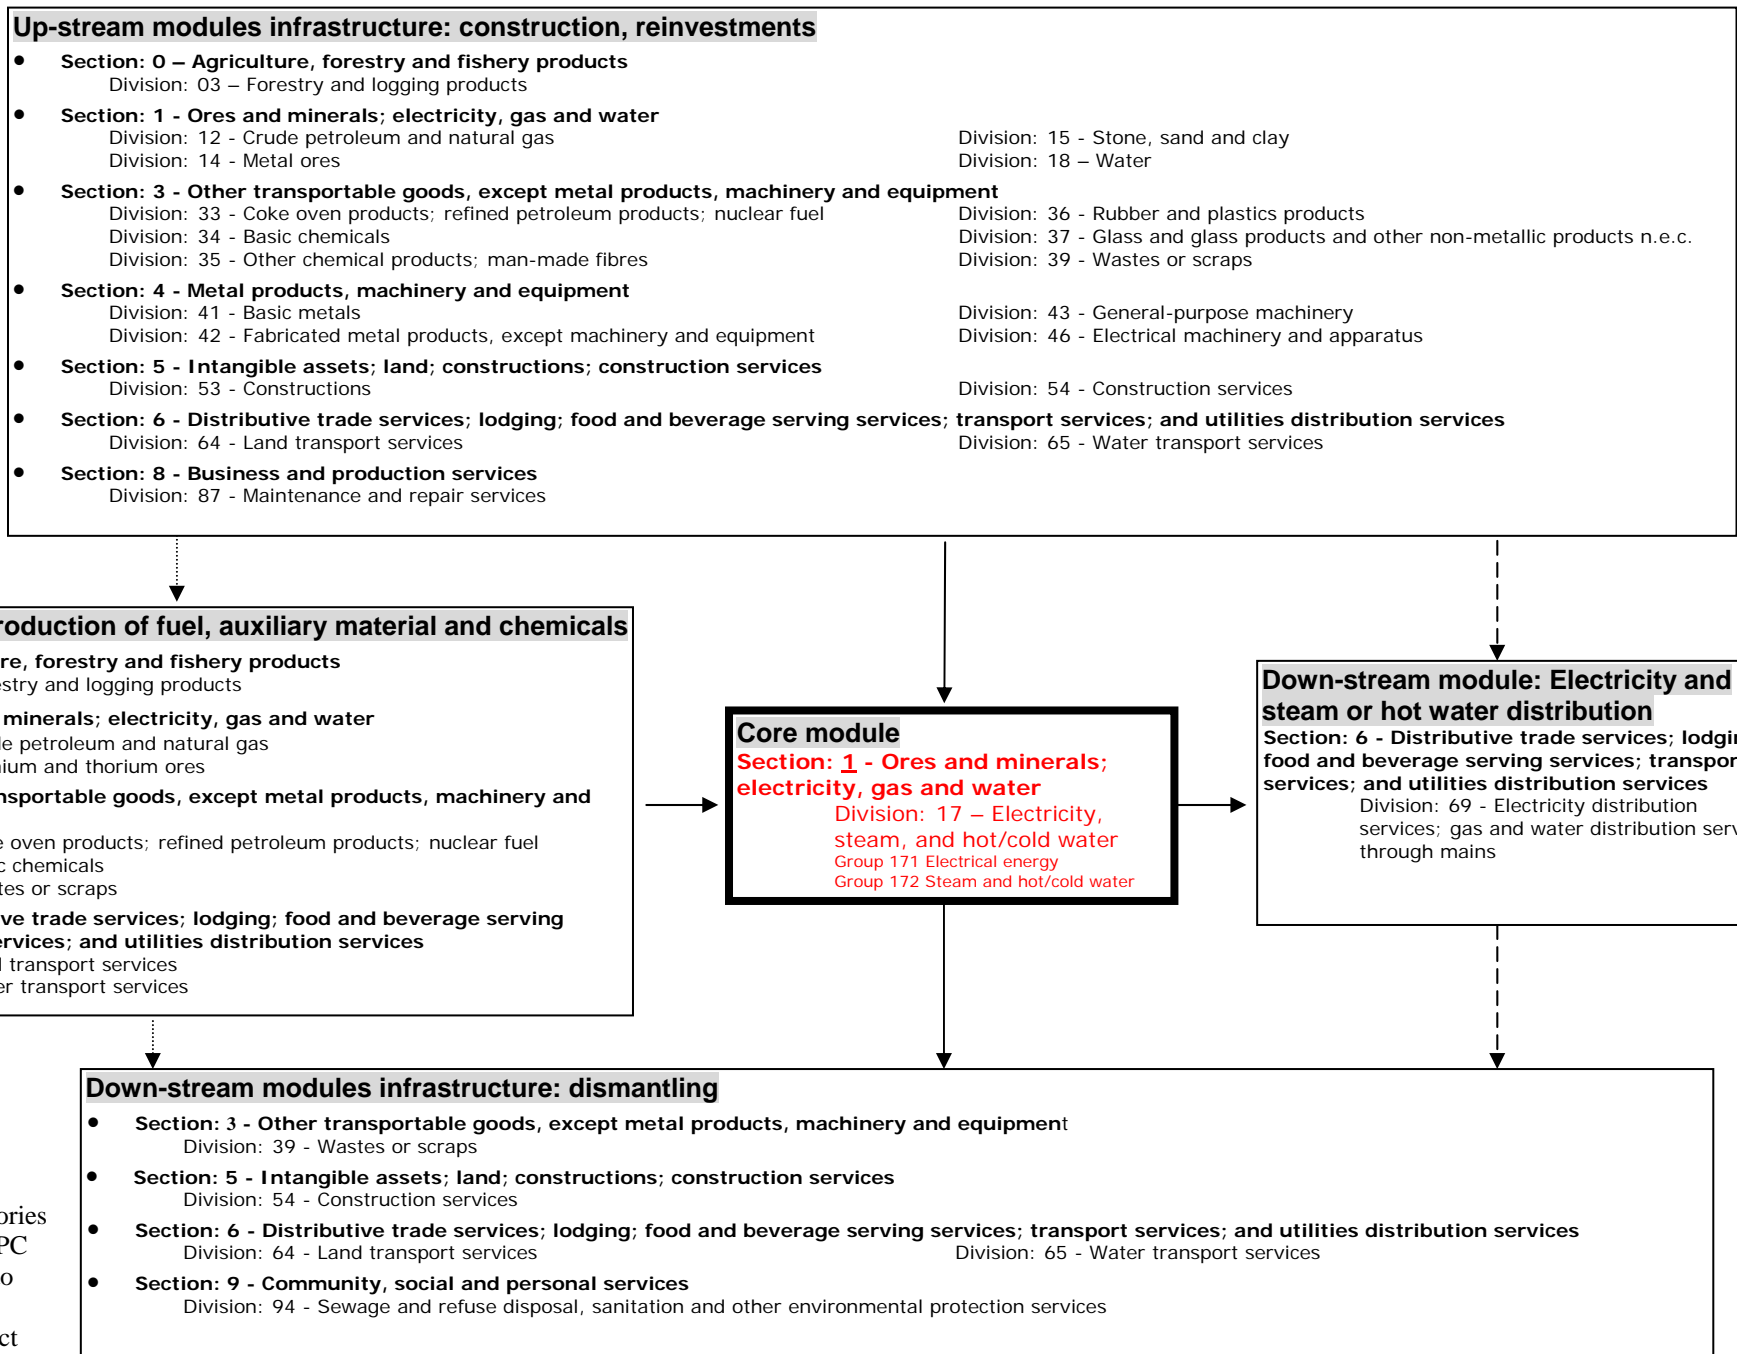 Up-stream modules infrastructure: construction, reinvestments
• Section: 0 – Agriculture, forestry and fishery products
Division: 03 – Forestry and logging products
• Section: 1 - Ores and minerals; electricity, gas and water
Division: 12 - Crude petroleum and natural gas
Division: 15 - Stone, sand and clay
Division: 14 - Metal ores
Division: 18 – Water
• Section: 3 - Other transportable goods, except metal products, machinery and equipment
Division: 33 - Coke oven products; refined petroleum products; nuclear fuel
Division: 36 - Rubber and plastics products
Division: 34 - Basic chemicals
Division: 37 - Glass and glass products and other non-metallic products n.e.c.
Division: 35 - Other chemical products; man-made fibres
Division: 39 - Wastes or scraps
• Section: 4 - Metal products, machinery and equipment
Division: 41 - Basic metals
Division: 43 - General-purpose machinery
Division: 42 - Fabricated metal products, except machinery and equipment
Division: 46 - Electrical machinery and apparatus
• Section: 5 - Intangible assets; land; constructions; construction services
Division: 53 - Constructions
Division: 54 - Construction services
• Section: 6 - Distributive trade services; lodging; food and beverage serving services; transport services; and utilities distribution services
Division: 64 - Land transport services
Division: 65 - Water transport services
• Section: 8 - Business and production services
Division: 87 - Maintenance and repair services
roduction of fuel, auxiliary material and chemicals
re, forestry and fishery products
estry and logging products
minerals; electricity, gas and water
le petroleum and natural gas
nium and thorium ores
nsportable goods, except metal products, machinery and
e oven products; refined petroleum products; nuclear fuel
c chemicals
tes or scraps
ve trade services; lodging; food and beverage serving
ervices; and utilities distribution services
d transport services
er transport services
Core module
Section: 1 - Ores and minerals;
electricity, gas and water
Division: 17 – Electricity,
steam, and hot/cold water
Group 171 Electrical energy
Group 172 Steam and hot/cold water
Down-stream module: Electricity and
steam or hot water distribution
Section: 6 - Distributive trade services; lodgi
food and beverage serving services; transpor
services; and utilities distribution services
Division: 69 - Electricity distribution
services; gas and water distribution serv
through mains
Down-stream modules infrastructure: dismantling
• Section: 3 - Other transportable goods, except metal products, machinery and equipment
Division: 39 - Wastes or scraps
• Section: 5 - Intangible assets; land; constructions; construction services
Division: 54 - Construction services
• Section: 6 - Distributive trade services; lodging; food and beverage serving services; transport services; and utilities distribution services
Division: 64 - Land transport services
Division: 65 - Water transport services
• Section: 9 - Community, social and personal services
Division: 94 - Sewage and refuse disposal, sanitation and other environmental protection services
ories
PC
o
ct